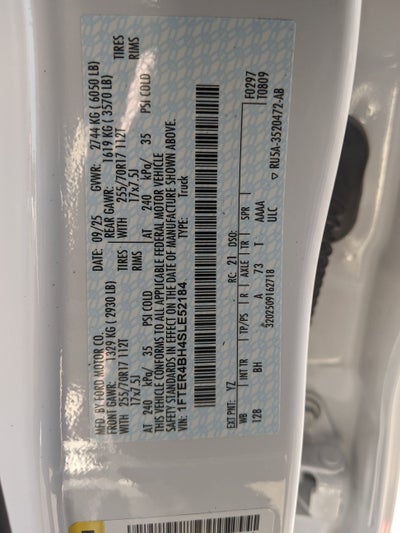 MFD. BY FORD MOTOR CO.
DATE: 09/25 GVWR: 2744 KG ( 6050 LB)
FRONT GAWR: 1329 KG ( 2930 LB) REAR GAWR: 1619 KG ( 3570 LB)
WITH 255/70R17 112T TIRES WITH 255/70R17 112T TIRES
17x7.5J RIMS 17x7.5J RIMS
AT 240 kPa/ 35 PSI COLD AT 240 kPa/ 35 PSI COLD
THIS VEHICLE CONFORMS TO ALL APPLICABLE FEDERAL MOTOR VEHICLE
SAFETY STANDARDS IN EFFECT ON THE DATE OF MANUFACTURE SHOWN ABOVE.
VIN: 1FTER4BH4SLE52184 TYPE: Truck
F0297
T0809
EXT PNT: YZ RC: 21 DSO:
WB INT TR TP/PS R AXLE TR SPR
12B BH A 73 T AAAA
ULC
5202509162718
RU5A-3520472-AB